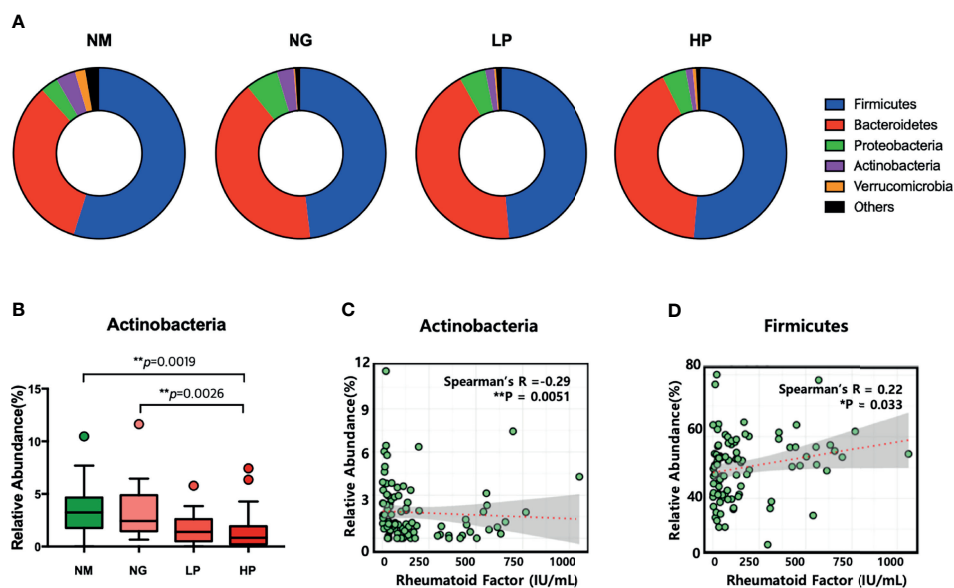 A
NM
NG
LP
HP
Firmicutes
Bacteroidetes
Proteobacteria
Actinobacteria
Verrucomicrobia
Others
B
Actinobacteria
**p=0.0019
**p=0.0026
Relative Abundance(%)
15
10
5
0
NM
NG
LP
HP
C
Actinobacteria
Spearman's R =-0.29
**P = 0.0051
Relative Abundance(%)
12
9
6
3
0
0
250
500
750
1000
Rheumatoid Factor (IU/mL)
D
Firmicutes
Spearman's R = 0.22
*P = 0.033
Relative Abundance(%)
80
60
40
20
0
250
500
750
1000
Rheumatoid Factor (IU/mL)